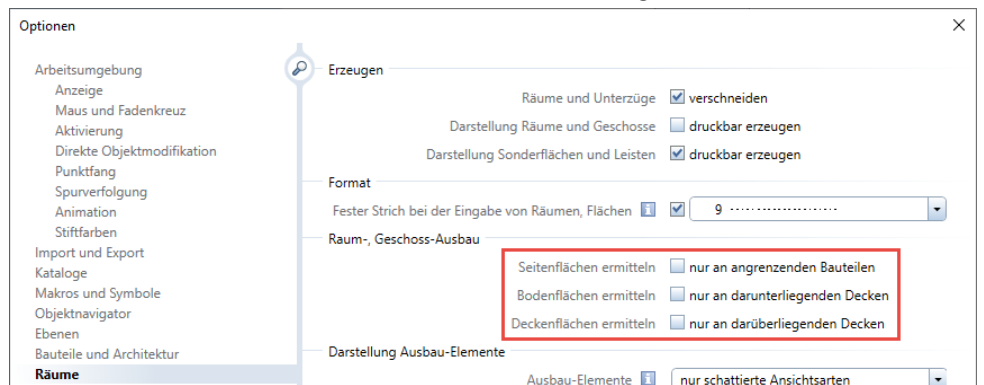 Optionen
Arbeitsumgebung
Anzeige
Maus und Fadenkreuz
Aktivierung
Direkte Objektmodifikation
Punktfang
Spurverfolgung
Animation
Stiftfarben
Import und Export
Kataloge
Makros und Symbole
Objektnavigator
Ebenen
Bauteile und Architektur
Räume
Erzeugen
Räume und Unterzüge verschneiden
Darstellung Räume und Geschosse druckbar erzeugen
Darstellung Sonderflächen und Leisten druckbar erzeugen
Format
Fester Strich bei der Eingabe von Räumen, Flächen 9
Raum-, Geschoss-Ausbau
Seitenflächen ermitteln nur an angrenzenden Bauteilen
Bodenflächen ermitteln nur an darunterliegenden Decken
Deckenflächen ermitteln nur an darüberliegenden Decken
Darstellung Ausbau-Elemente
Ausbau-Elemente nur schattierte Ansichtsarten